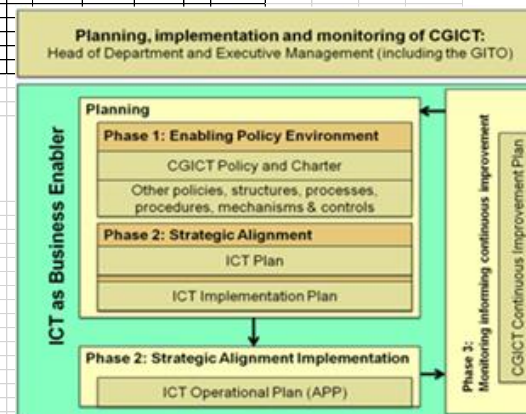 Planning, implementation and monitoring of CGICT:
Head of Department and Executive Management (including the GITO)
ICT as Business Enabler
Planning
Phase 1: Enabling Policy Environment
CGICT Policy and Charter
Other policies, structures, processes,
procedures, mechanisms & controls
Phase 2: Strategic Alignment
ICT Plan
ICT Implementation Plan
Phase 2: Strategic Alignment Implementation
ICT Operational Plan (APP)
Phase 3:
Monitoring informing continuous improvement
CGICT Continuous Improvement Plan